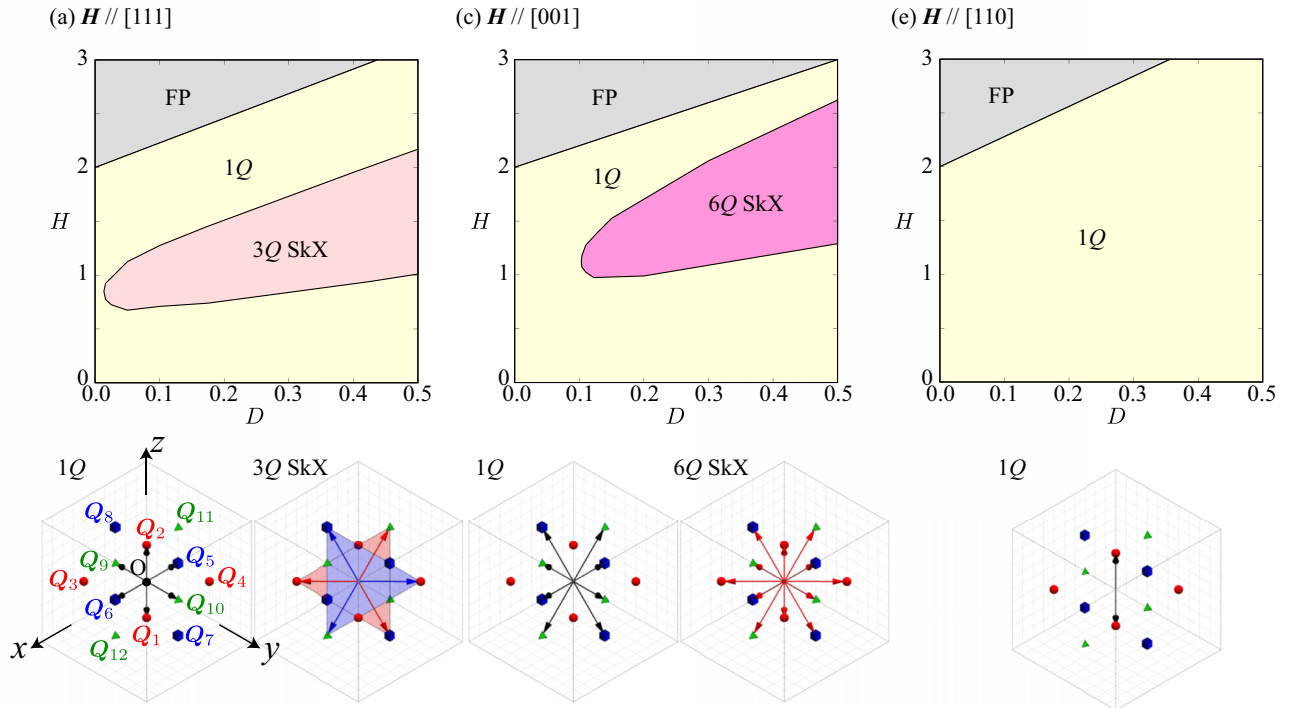 (a) H // [111]
(c) H // [001]
(e) H // [110]
3
2
1
0
H
FP
1Q
3Q SkX
0.0 0.1 0.2 0.3 0.4 0.5
D
3
2
1
0
H
FP
1Q
6Q SkX
0.0 0.1 0.2 0.3 0.4 0.5
D
3
2
1
0
H
FP
1Q
0.0 0.1 0.2 0.3 0.4 0.5
D
1Q
z
Q8
Q11
Q2
Q9
O
Q5
Q3
Q4
Q6
Q10
Q1
Q7
Q12
x
y
3Q SkX
1Q
6Q SkX
1Q